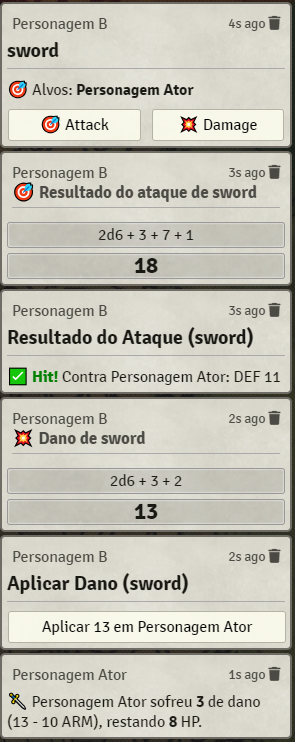 Personagem B 4s ago
sword
Alvos: Personagem Ator
Attack Damage
Personagem B 3s ago
Resultado do ataque de sword
2d6 + 3 + 7 + 1
18
Personagem B 3s ago
Resultado do Ataque (sword)
Hit! Contra Personagem Ator: DEF 11
Personagem B 2s ago
Dano de sword
2d6 + 3 + 2
13
Personagem B 2s ago
Aplicar Dano (sword)
Aplicar 13 em Personagem Ator
Personagem Ator 1s ago
Personagem Ator sofreu 3 de dano
(13 - 10 ARM), restando 8 HP.